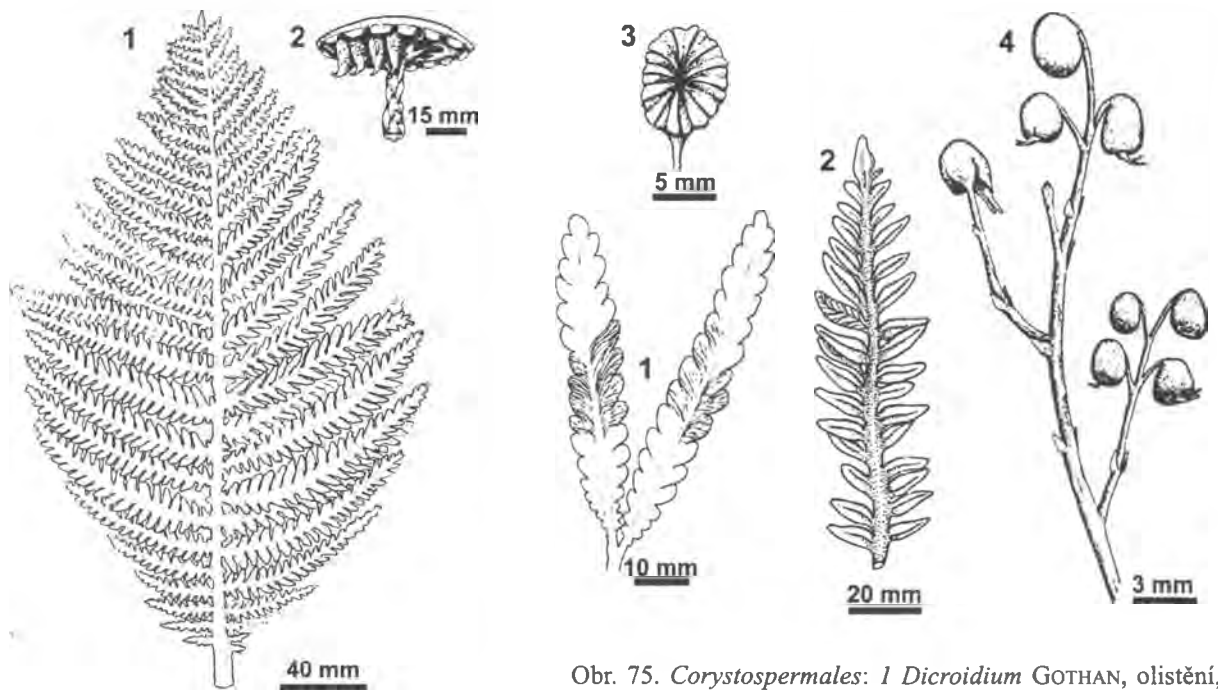 1
2
15 mm
40 mm
3
5 mm
1
10 mm
2
20 mm
4
3 mm
Obr. 75. Corystospermales: 1 Dicroidium GOTHAN, olistění,